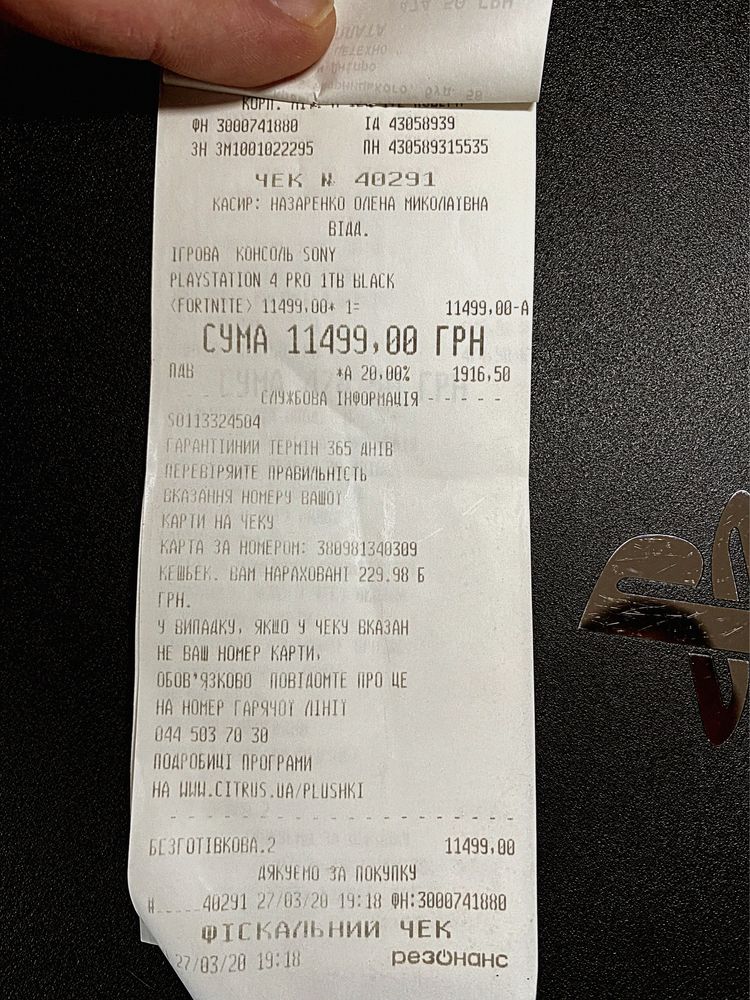 474 50 ГРН
ФН 3000741880 ІД 43058939
ЗН ЗМ1001022295 ПН 430589315535
ЧЕК № 40291
КАСИР: НАЗАРЕНКО ОЛЕНА МИКОЛАЇВНА
ВІДД.
ІГРОВА КОНСОЛЬ SONY
PLAYSTATION 4 PRO 1TB BLACK
(FORTNITE) 11499,00* 1= 11499,00-А
СУМА 11499,00 ГРН
ПДВ *А 20,00% 1916,50
- - - - - СЛУЖБОВА ІНФОРМАЦІЯ - - - - -
S0113324504
ГАРАНТІЙНИЙ ТЕРМІН 365 ДНІВ
ПЕРЕВІРЯЙТЕ ПРАВИЛЬНІСТЬ
ВКАЗАННЯ НОМЕРУ ВАШОЇ
КАРТИ НА ЧЕКУ
КАРТА ЗА НОМЕРОМ: 380981340309
КЕШБЕК. ВАМ НАРАХОВАНІ 229.98 Б
ГРН.
У ВИПАДКУ, ЯКЩО У ЧЕКУ ВКАЗАН
НЕ ВАШ НОМЕР КАРТИ,
ОБОВ'ЯЗКОВО ПОВІДОМТЕ ПРО ЦЕ
НА НОМЕР ГАРЯЧОЇ ЛІНІЇ
044 503 70 30
ПОДРОБИЦІ ПРОГРАМИ
НА WWW.CITRUS.UA/PLUSHKI
БЕЗГОТІВКОВА.2 11499,00
ДЯКУЄМО ЗА ПОКУПКУ
40291 27/03/20 19:18 ФН:3000741880
ФІСКАЛЬНИЙ ЧЕК
27/03/20 19:18 резонанс